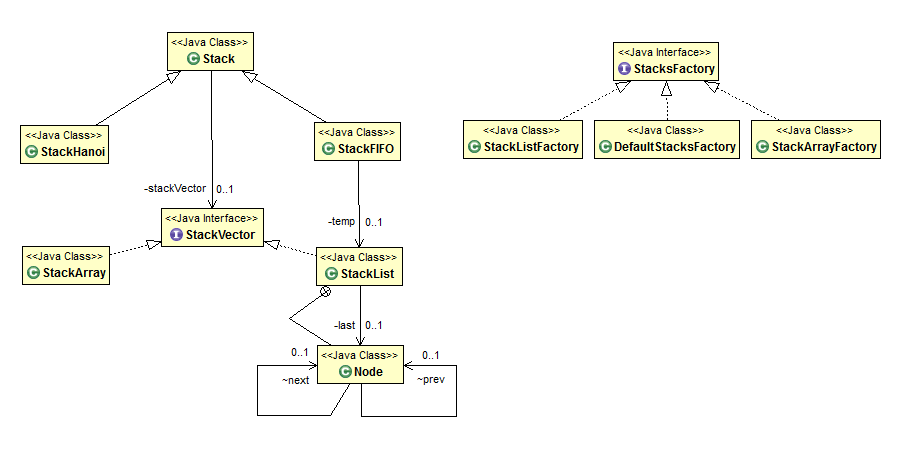 <<Java Class>>
C Stack
<<Java Interface>>
I StacksFactory
<<Java Class>>
C StackHanoi
<<Java Class>>
C StackFIFO
<<Java Class>>
C StackListFactory
<<Java Class>>
C DefaultStacksFactory
<<Java Class>>
C StackArrayFactory
-stackVector 0..1
<<Java Interface>>
I StackVector
-temp 0..1
<<Java Class>>
C StackArray
<<Java Class>>
C StackList
-last 0..1
<<Java Class>>
C Node
0..1
~next
0..1
~prev